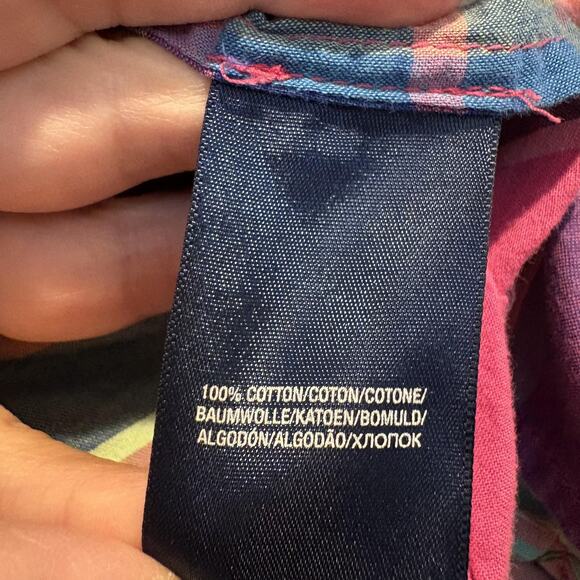 100% COTTON/COTON/COTONE/
BAUMWOLLE/KATOEN/BOMULD/
ALGODÓN/ALGODÃO/ХЛОПОК